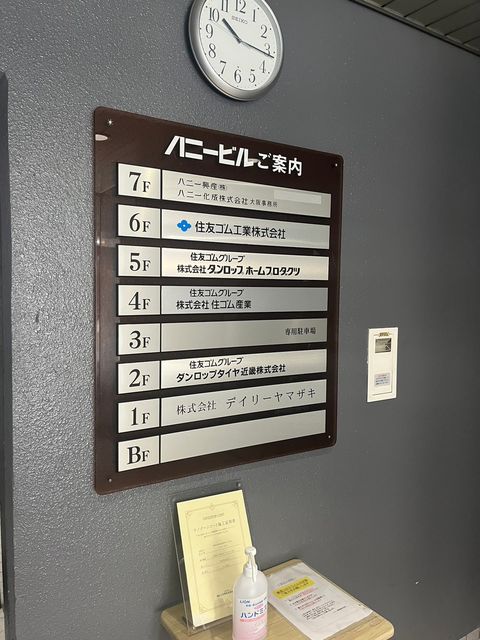 SEIKO
ハニービルご案内
7F
ハニー興産㈱
ハニー化成株式会社 大阪事務所
6F
住友ゴム工業株式会社
5F
住友ゴムグループ
株式会社 ダンロップホームプロダクツ
4F
住友ゴムグループ
株式会社 住ゴム産業
3F
専用駐車場
2F
住友ゴムグループ
ダンロップタイヤ近畿株式会社
1F
株式会社 デイリーヤマザキ
BF
LION